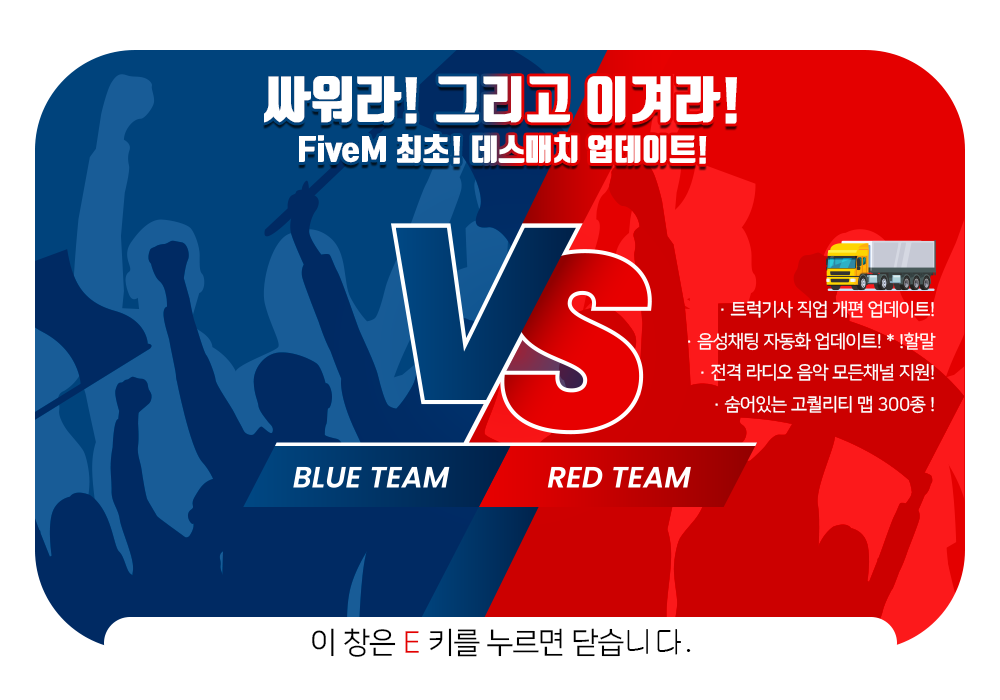 싸워라! 그리고 이겨라!
FiveM 최초! 데스매치 업데이트!
VS
· 트럭기사 직업 개편 업데이트!
· 음성채팅 자동화 업데이트! * !할말
· 전격 라디오 음악 모든채널 지원!
· 숨어있는 고퀄리티 맵 300종 !
BLUE TEAM
RED TEAM
이 창은 E 키를 누르면 닫습니다.